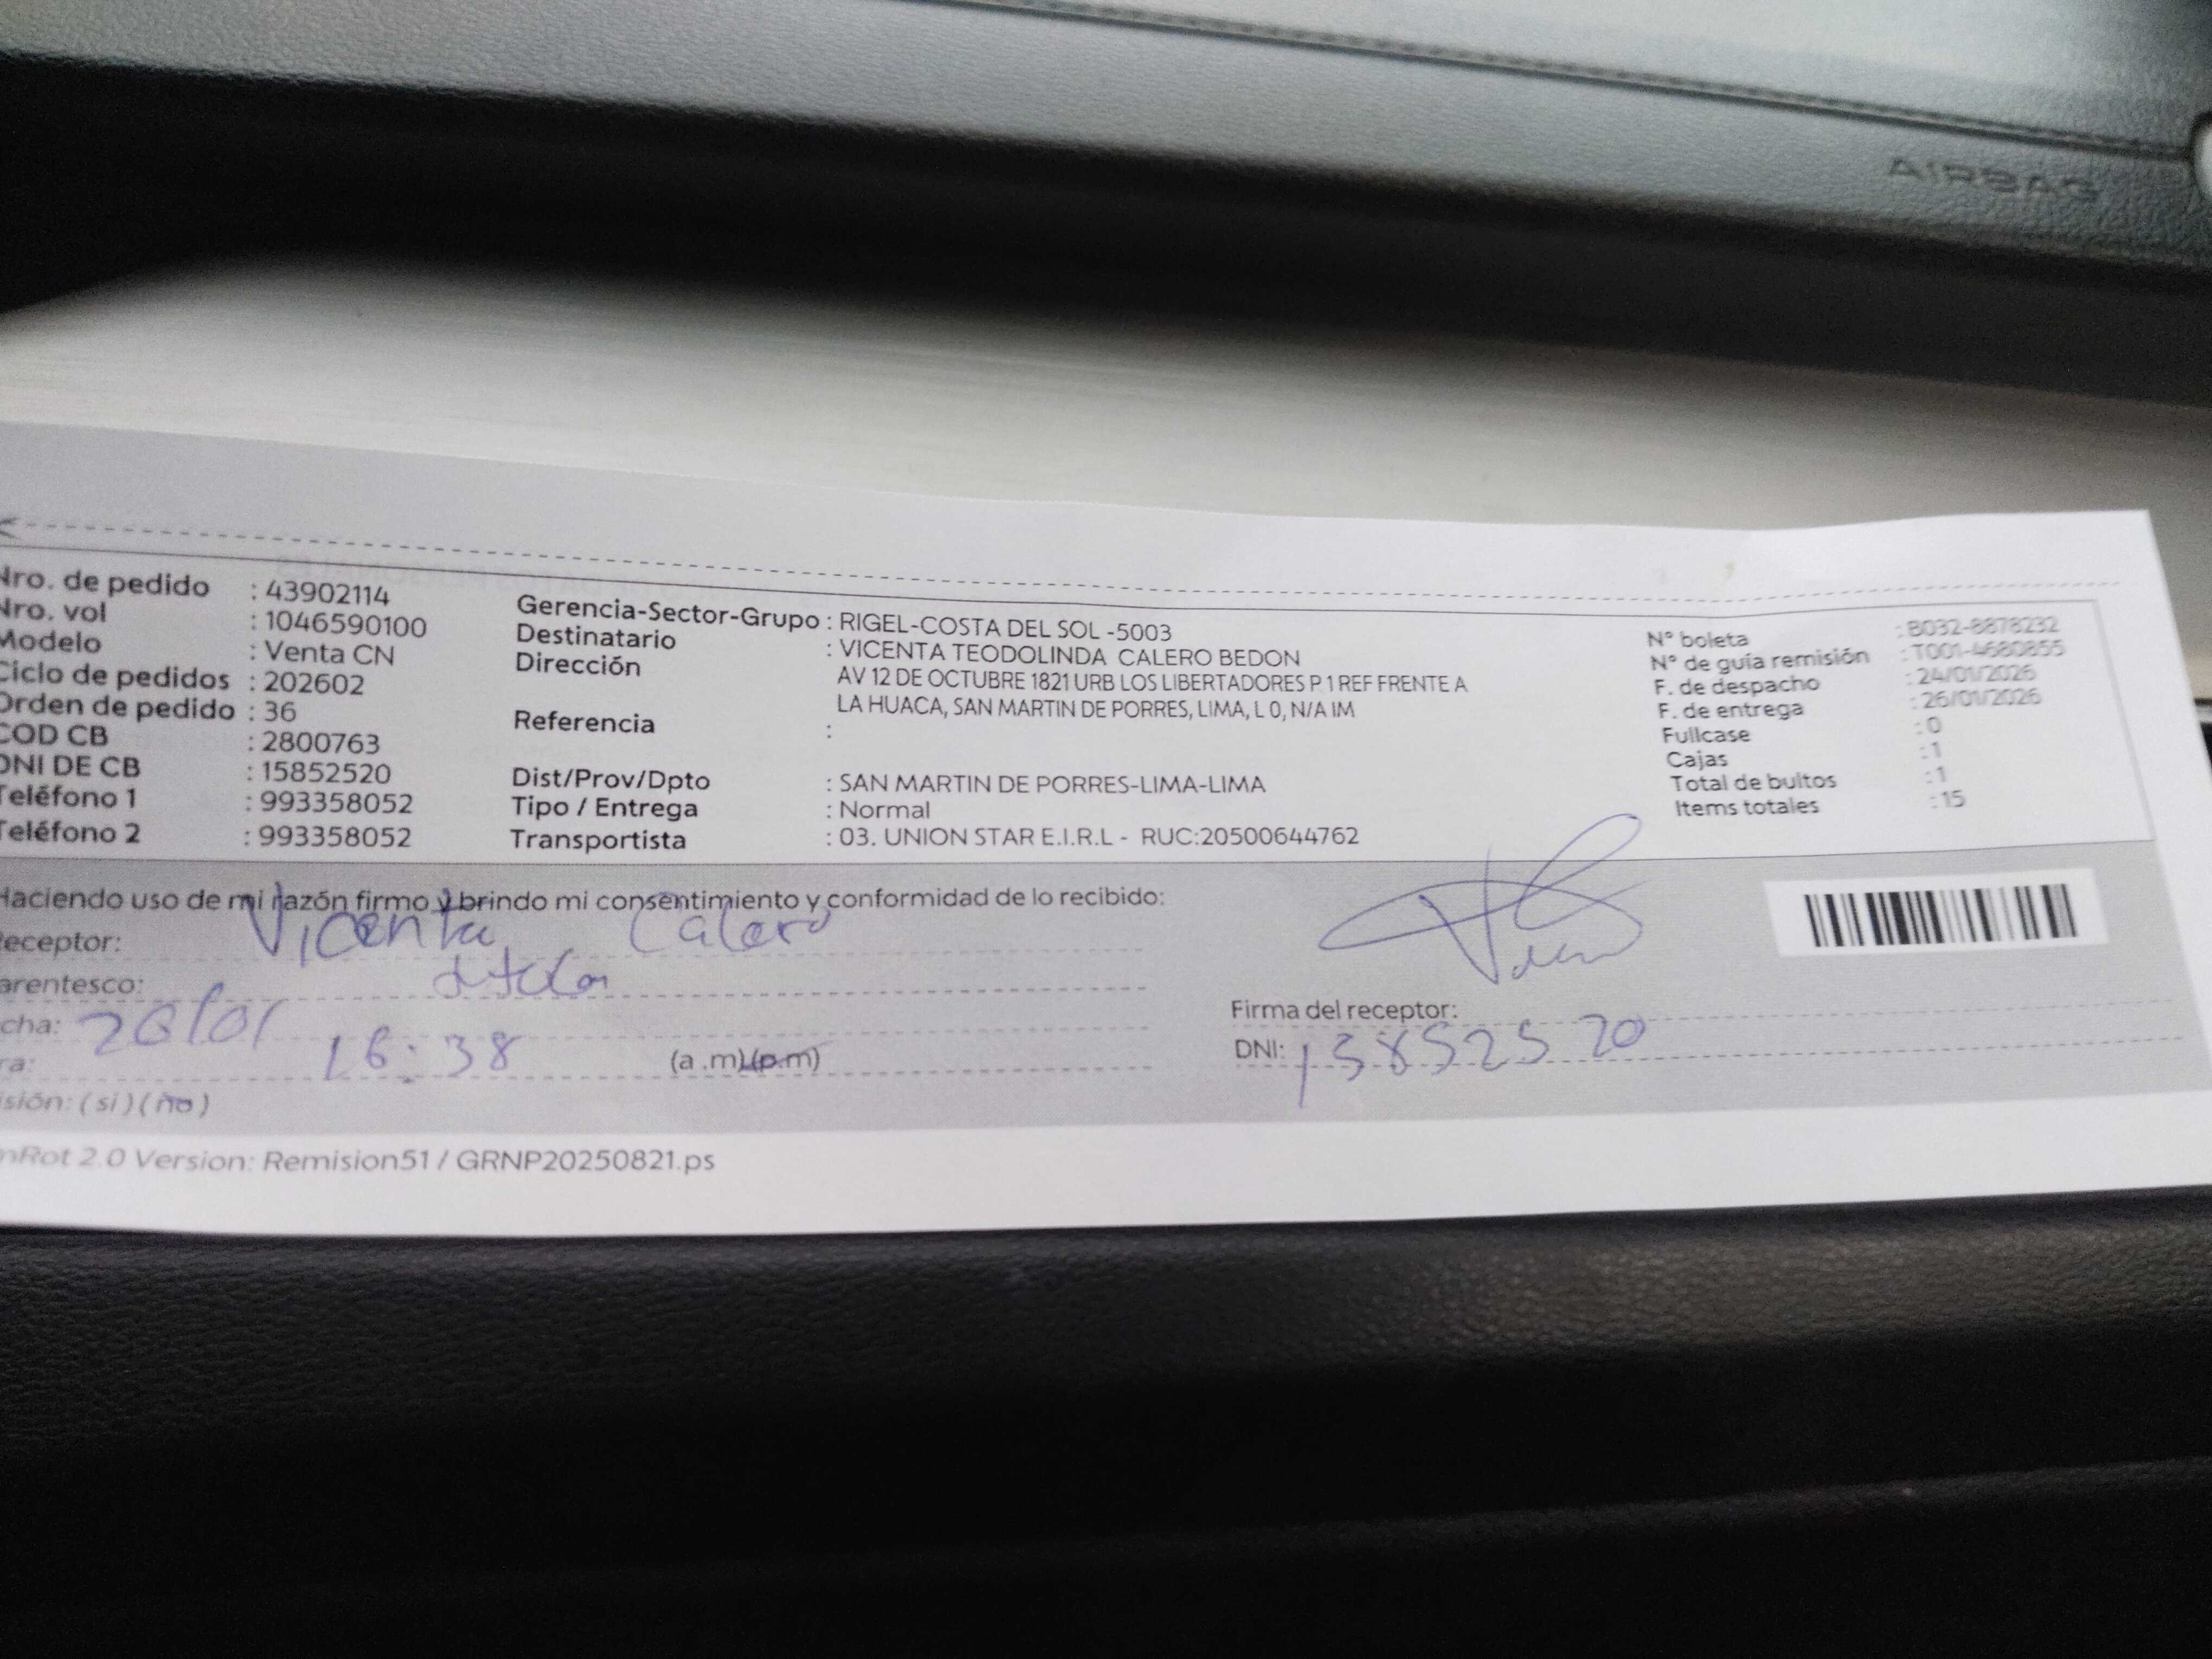 AIRBAG
Nro. de pedido : 43902114
Nro. vol : 1046590100
Modelo : Venta CN
Ciclo de pedidos : 202602
Orden de pedido : 36
COD CB : 2800763
DNI DE CB : 15852520
Teléfono 1 : 993358052
Teléfono 2 : 993358052
Gerencia-Sector-Grupo : RIGEL-COSTA DEL SOL -5003
Destinatario : VICENTA TEODOLINDA CALERO BEDON
Dirección AV 12 DE OCTUBRE 1821 URB LOS LIBERTADORES P 1 REF FRENTE A
LA HUACA, SAN MARTIN DE PORRES, LIMA, L 0, N/A IM
Referencia :
Dist/Prov/Dpto : SAN MARTIN DE PORRES-LIMA-LIMA
Tipo / Entrega : Normal
Transportista : 03. UNION STAR E.I.R.L - RUC:20500644762
N° boleta : B032-8878232
N° de guía remisión : T001-4680855
F. de despacho : 24/01/2026
F. de entrega : 26/01/2026
Fullcase : 0
Cajas : 1
Total de bultos : 1
Items totales : 15
Haciendo uso de mi razón firmo y brindo mi consentimiento y conformidad de lo recibido:
Receptor: Vicenta Calero
arentesco:
cha: 26/01
ra: 16:38 (a .m)(p.m)
isión: (si) (no)
Firma del receptor:
DNI: 15852520
nRot 2.0 Version: Remision51 / GRNP20250821.ps